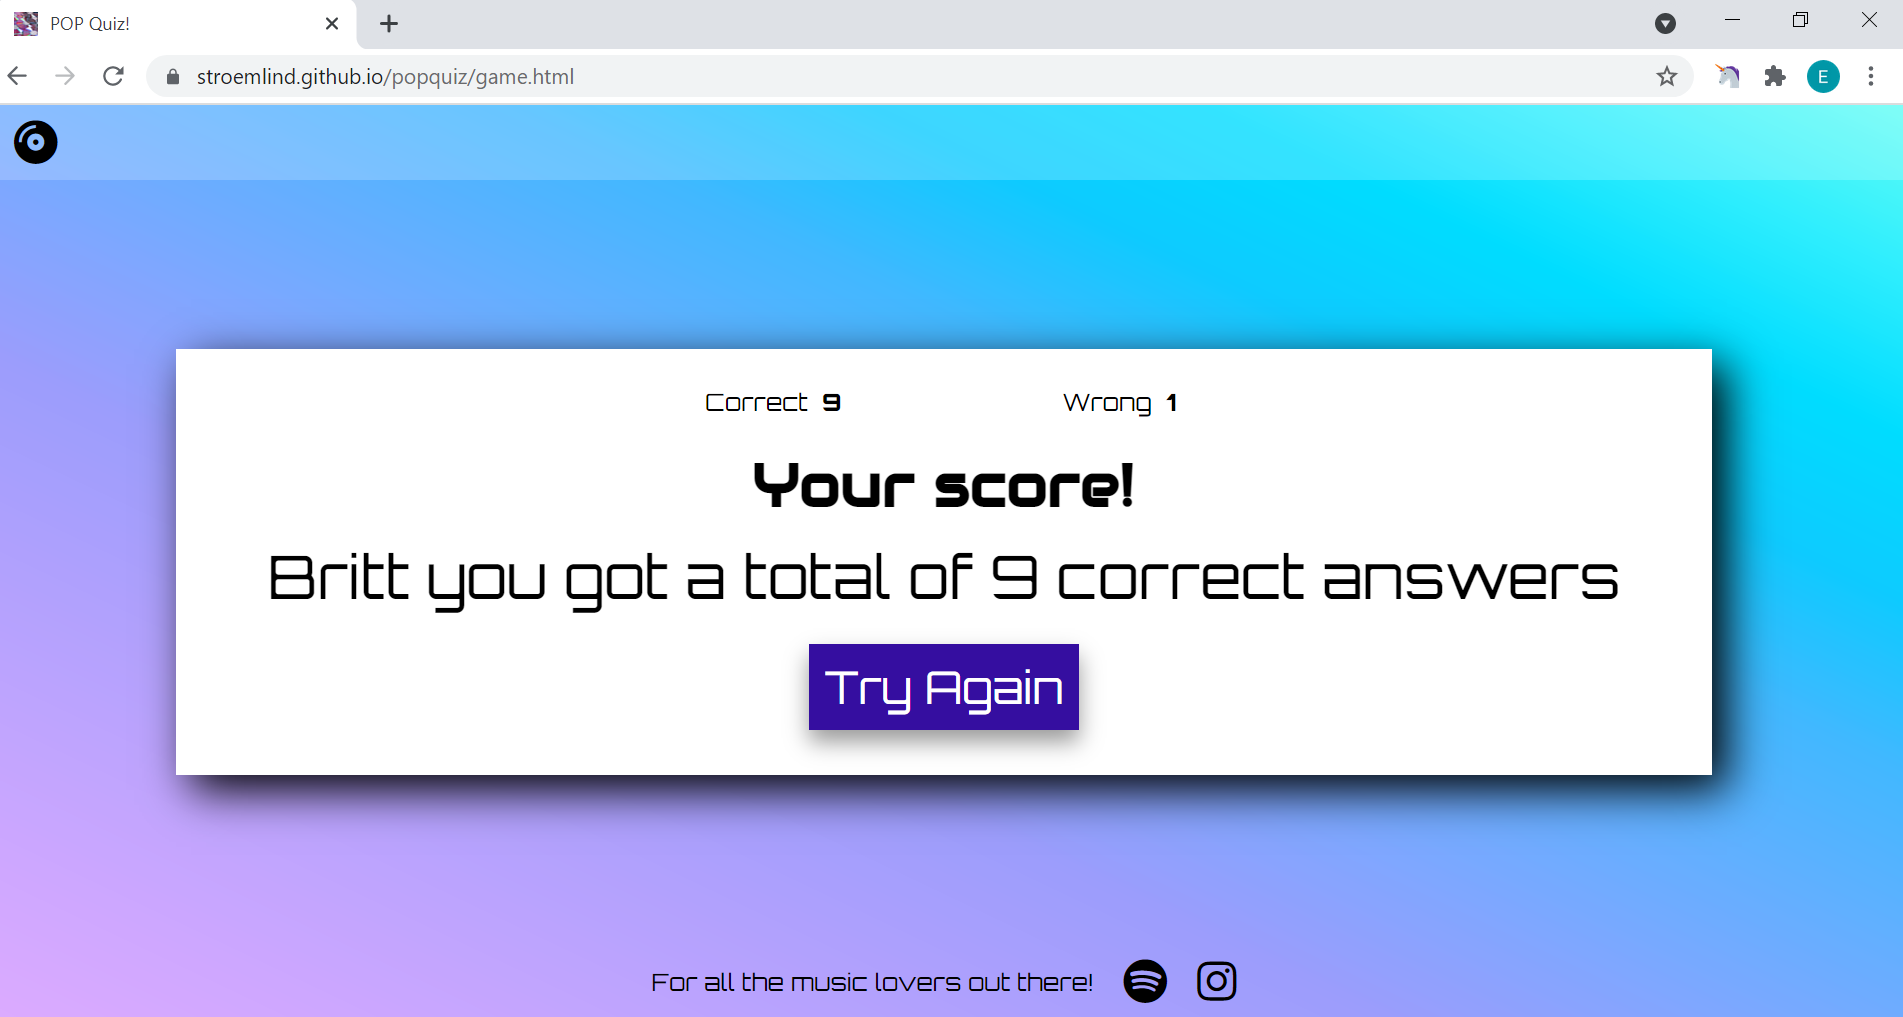 POP Quiz!
stroemlind.github.io/popquiz/game.html
E
Correct 9 Wrong 1
Your score!
Britt you got a total of 9 correct answers
Try Again
For all the music lovers out there!